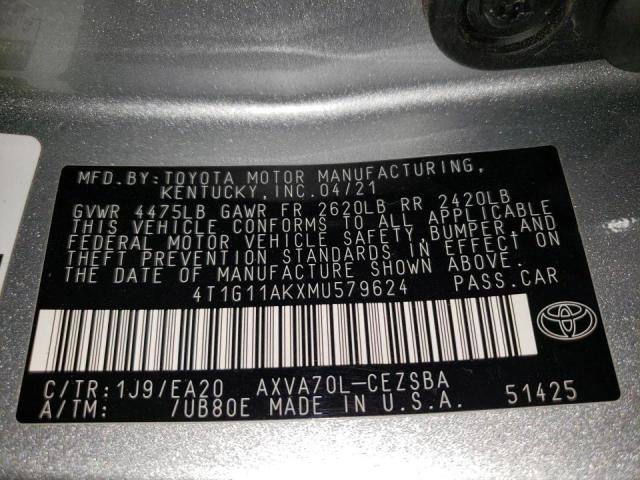 MFD. BY: TOYOTA MOTOR MANUFACTURING,
KENTUCKY, INC. 04/21
GVWR 4475LB GAWR FR 2620LB RR 2420LB
THIS VEHICLE CONFORMS TO ALL APPLICABLE
FEDERAL MOTOR VEHICLE SAFETY, BUMPER AND
THEFT PREVENTION STANDARDS IN EFFECT ON
THE DATE OF MANUFACTURE SHOWN ABOVE.
4T1G11AKXMU579624 PASS.CAR
C/TR: 1J9/EA20 AXVA70L-CEZSBA
A/TM: /UB80E MADE IN U.S.A. 51425